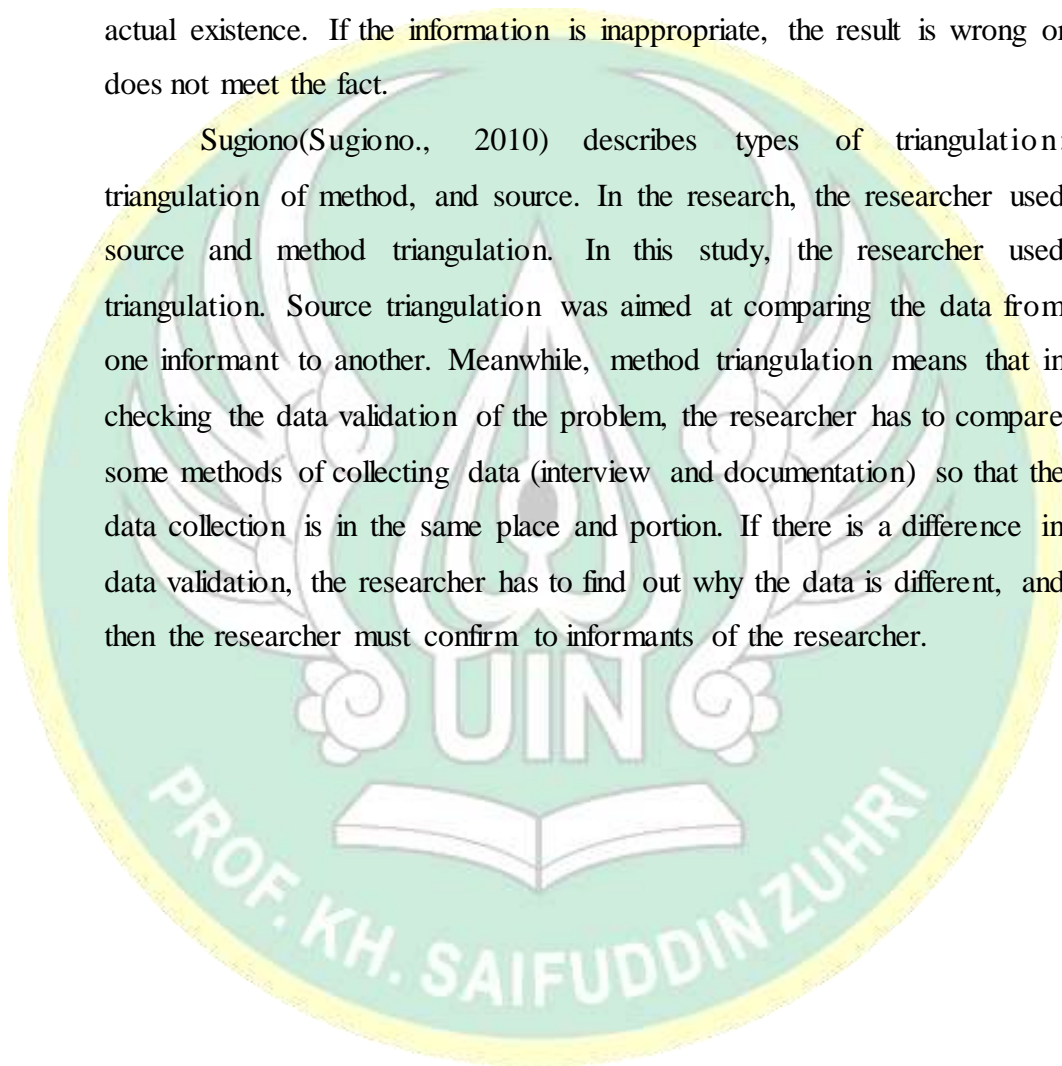 actual existence. If the information is inappropriate, the result is wrong or
does not meet the fact.
Sugiono(Sugiono., 2010) describes types of triangulation:
triangulation of method, and source. In the research, the researcher used
source and method triangulation. In this study, the researcher used
triangulation. Source triangulation was aimed at comparing the data from
one informant to another. Meanwhile, method triangulation means that in
checking the data validation of the problem, the researcher has to compare
some methods of collecting data (interview and documentation) so that the
data collection is in the same place and portion. If there is a difference in
data validation, the researcher has to find out why the data is different, and
then the researcher must confirm to informants of the researcher.
UIN
PROF. KH. SAIFUDDIN ZUHRI